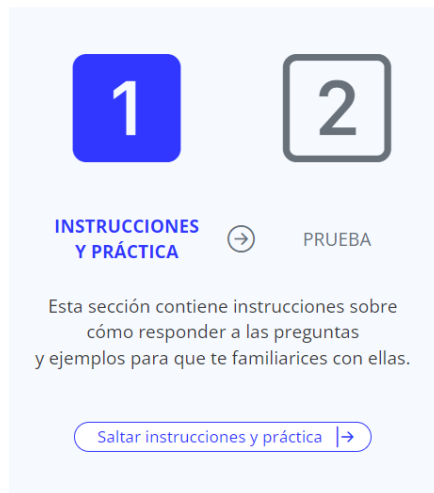 1
2
INSTRUCCIONES
Y PRÁCTICA
PRUEBA
Esta sección contiene instrucciones sobre
cómo responder a las preguntas
y ejemplos para que te familiarices con ellas.
Saltar instrucciones y práctica